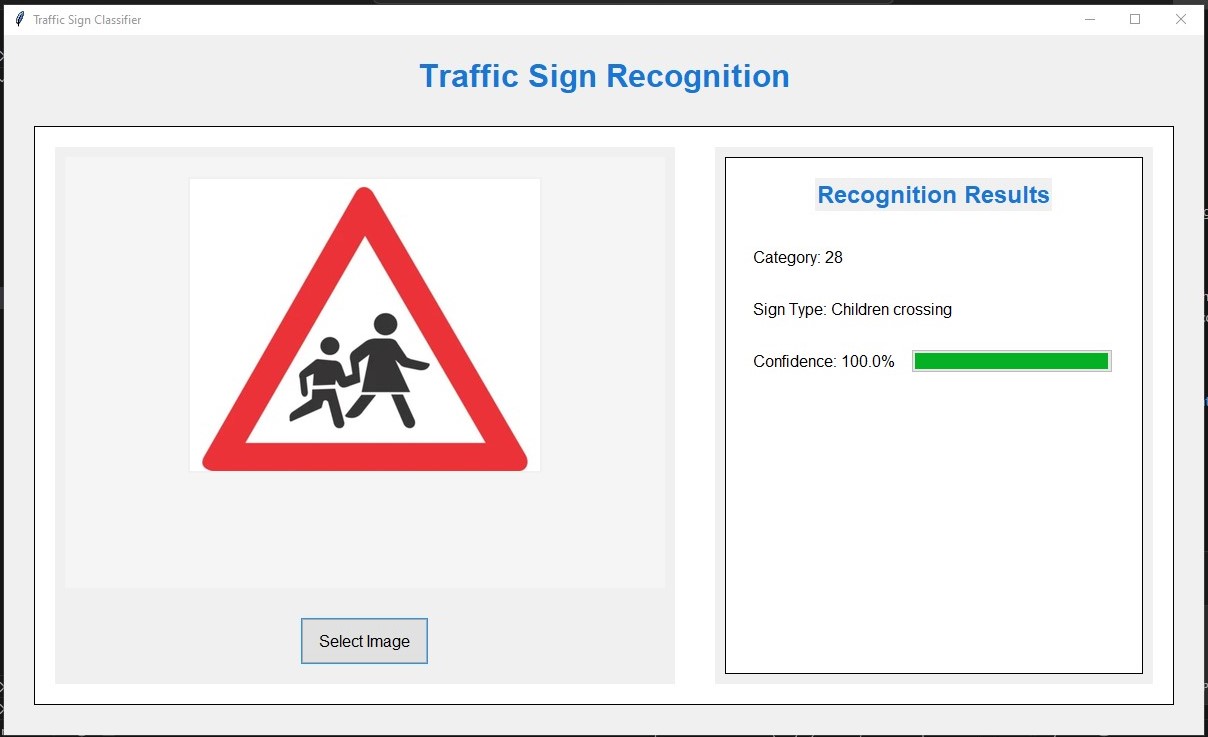 Traffic Sign Classifier
Traffic Sign Recognition
Recognition Results
Category: 28
Sign Type: Children crossing
Confidence: 100.0%
Select Image